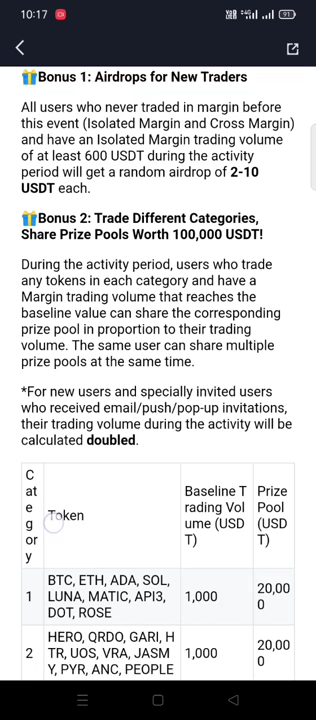 10:17
91
Bonus 1: Airdrops for New Traders
All users who never traded in margin before
this event (Isolated Margin and Cross Margin)
and have an Isolated Margin trading volume
of at least 600 USDT during the activity
period will get a random airdrop of 2-10
USDT each.
Bonus 2: Trade Different Categories,
Share Prize Pools Worth 100,000 USDT!
During the activity period, users who trade
any tokens in each category and have a
Margin trading volume that reaches the
baseline value can share the corresponding
prize pool in proportion to their trading
volume. The same user can share multiple
prize pools at the same time.
*For new users and specially invited users
who received email/push/pop-up invitations,
their trading volume during the activity will be
calculated doubled.
C
at
e
g
or
y
Token
Baseline T
rading Vol
ume (USD
T)
Prize
Pool
(USD
T)
1
BTC, ETH, ADA, SOL,
LUNA, MATIC, API3,
DOT, ROSE
1,000
20,00
0
2
HERO, QRDO, GARI, H
TR, UOS, VRA, JASM
Y, PYR, ANC, PEOPLE
1,000
20,00
0